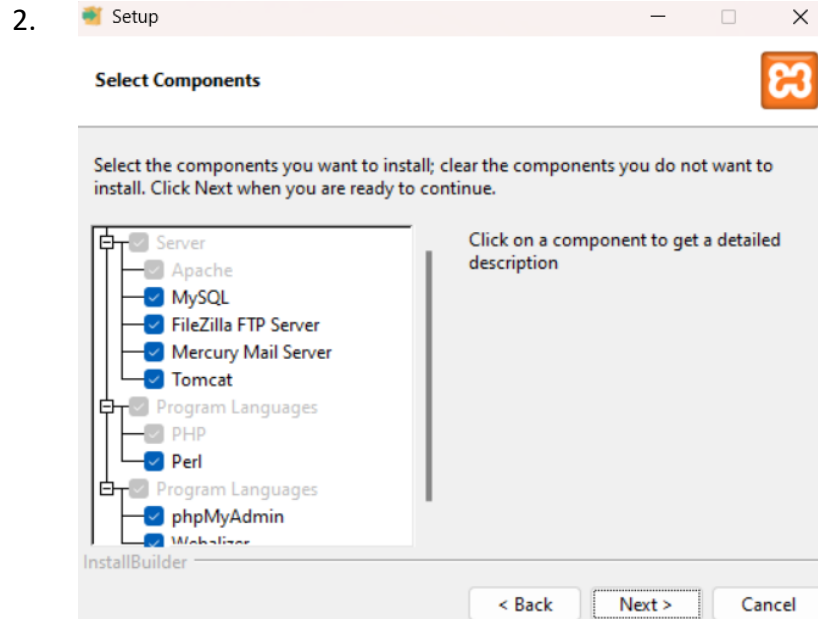 2.
Setup
Select Components
Select the components you want to install; clear the components you do not want to
install. Click Next when you are ready to continue.
Server
Apache
MySQL
FileZilla FTP Server
Mercury Mail Server
Tomcat
Program Languages
PHP
Perl
Program Languages
phpMyAdmin
Webalizer
Click on a component to get a detailed
description
InstallBuilder
< Back
Next >
Cancel